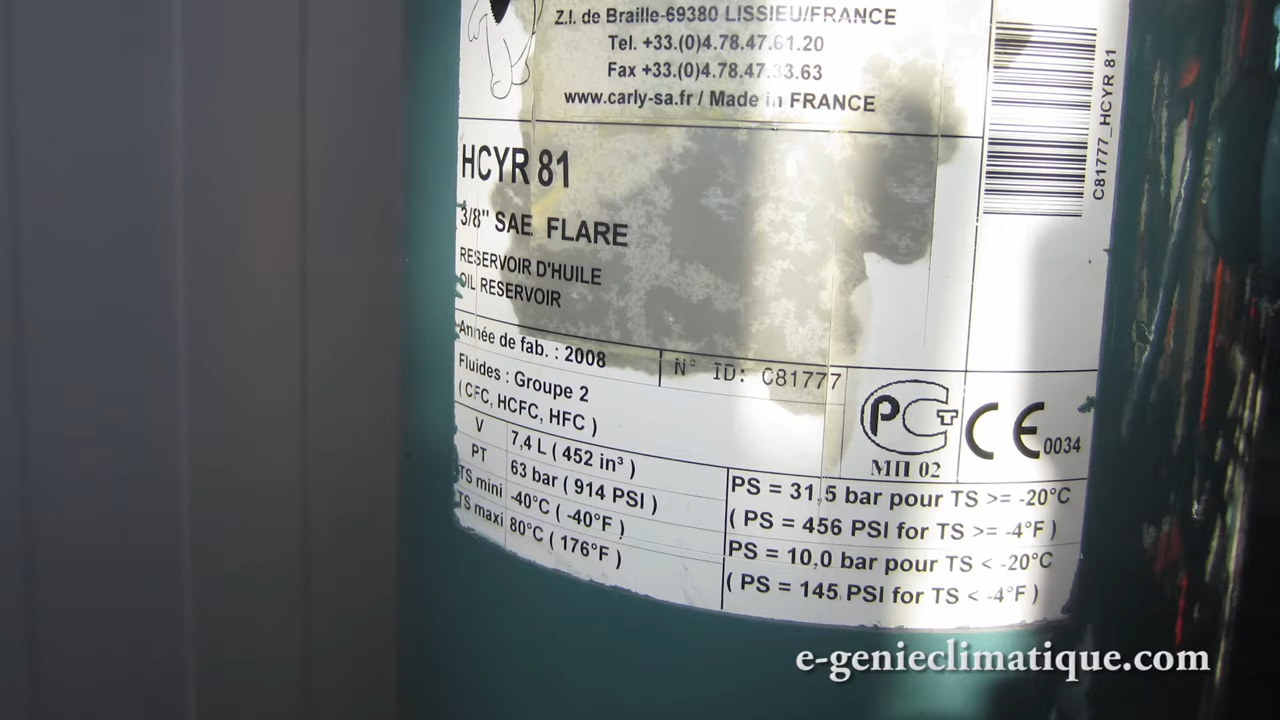 Z.I. de Braille-69380 LISSIEU/FRANCE
Tel. +33.(0)4.78.47.61.20
Fax +33.(0)4.78.47.33.63
www.carly-sa.fr / Made in FRANCE
C81777_HCYR 81
HCYR 81
3/8" SAE FLARE
RESERVOIR D'HUILE
OIL RESERVOIR
Année de fab. : 2008
N° ID: C81777
Fluides : Groupe 2
( CFC, HCFC, HFC )
PCT
МП 02
CE 0034
V 7,4 L ( 452 in³ )
PT 63 bar ( 914 PSI )
TS mini -40°C ( -40°F )
TS maxi 80°C ( 176°F )
PS = 31,5 bar pour TS >= -20°C
( PS = 456 PSI for TS >= -4°F )
PS = 10,0 bar pour TS < -20°C
( PS = 145 PSI for TS < -4°F )
e-genieclimatique.com